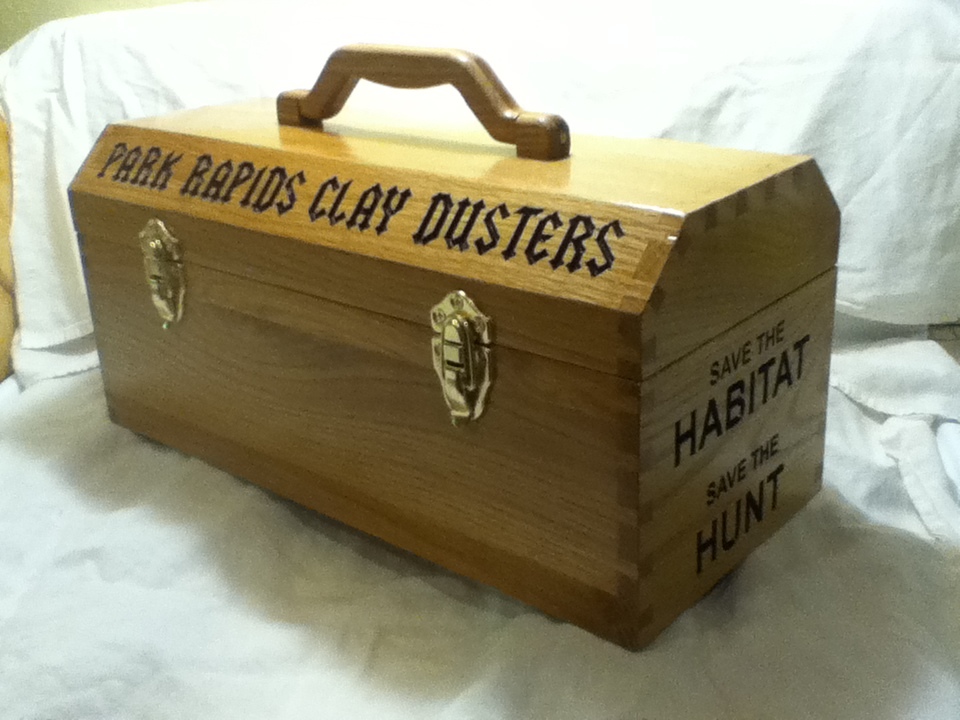 PARK RAPIDS CLAY DUSTERS
SAVE THE
HABITAT
SAVE THE
HUNT